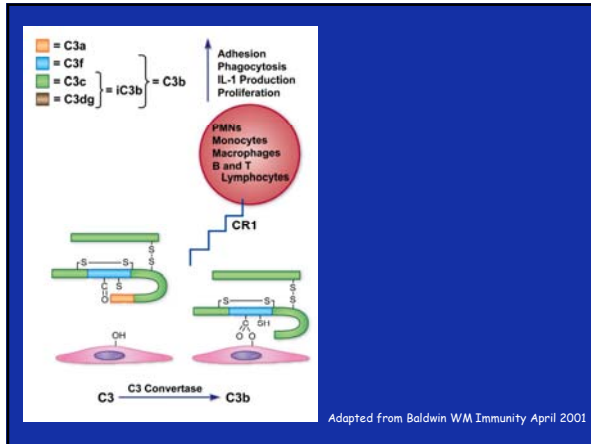 = C3a
= C3f
= C3c
= C3dg
= iC3b
= C3b
Adhesion
Phagocytosis
IL-1 Production
Proliferation
PMNs
Monocytes
Macrophages
B and T
Lymphocytes
CR1
S
S
S S
C S
O
OH
S
S
S S
C SH
O O
C3 C3 Convertase C3b
Adapted from Baldwin WM Immunity April 2001